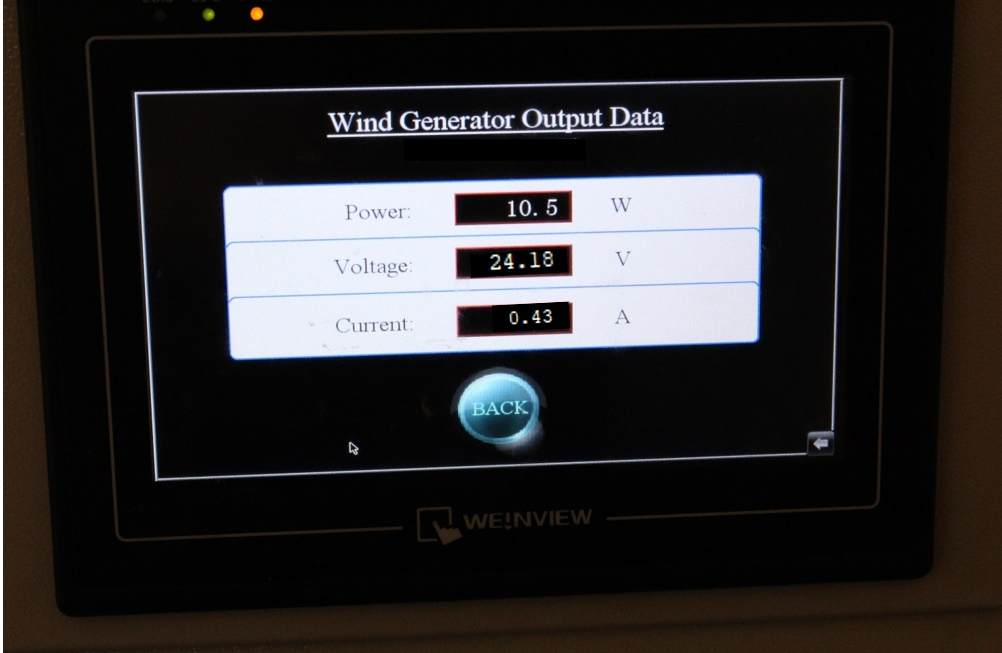 Wind Generator Output Data
Power: 10.5 W
Voltage: 24.18 V
Current: 0.43 A
BACK
WEINVIEW